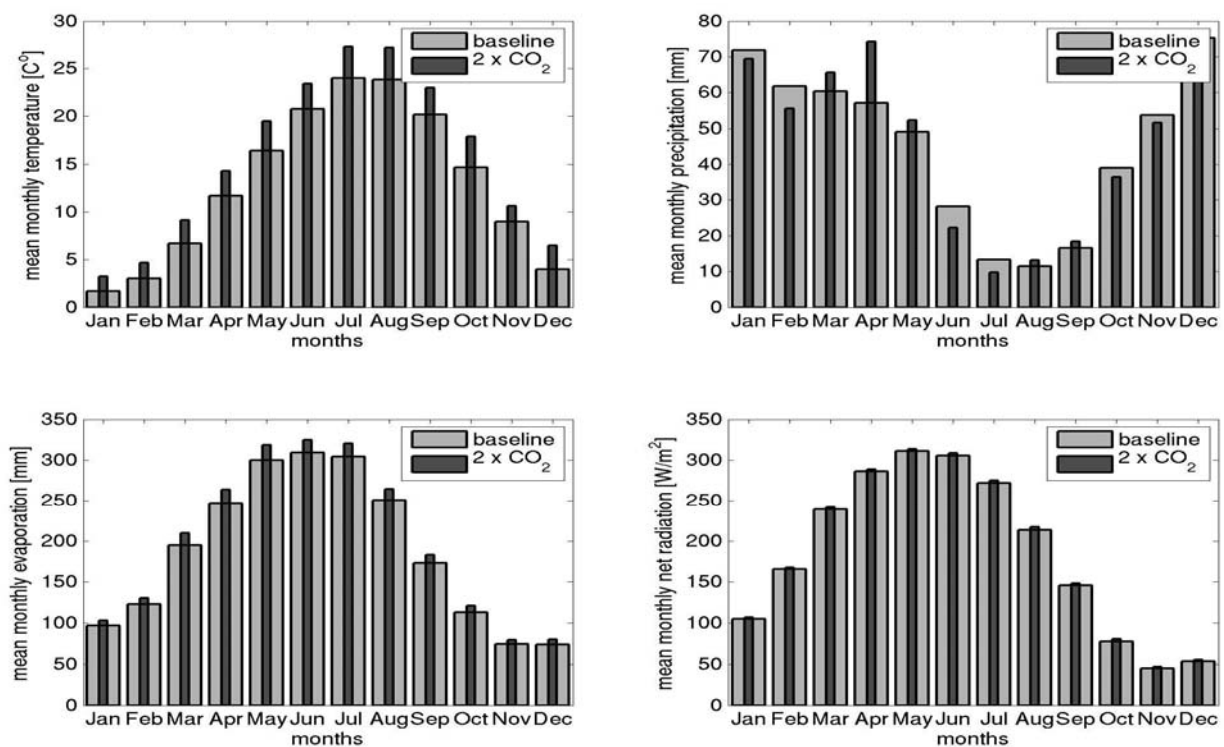 mean monthly temperature [C⁰]
30
25
20
15
10
5
0
baseline
2 x CO₂
Jan Feb Mar Apr May Jun Jul Aug Sep Oct Nov Dec
months
mean monthly precipitation [mm]
80
70
60
50
40
30
20
10
0
baseline
2 x CO₂
Jan Feb Mar Apr May Jun Jul Aug Sep Oct Nov Dec
months
mean monthly evaporation [mm]
350
300
250
200
150
100
50
0
baseline
2 x CO₂
Jan Feb Mar Apr May Jun Jul Aug Sep Oct Nov Dec
months
mean monthly net radiation [W/m²]
350
300
250
200
150
100
50
0
baseline
2 x CO₂
Jan Feb Mar Apr May Jun Jul Aug Sep Oct Nov Dec
months